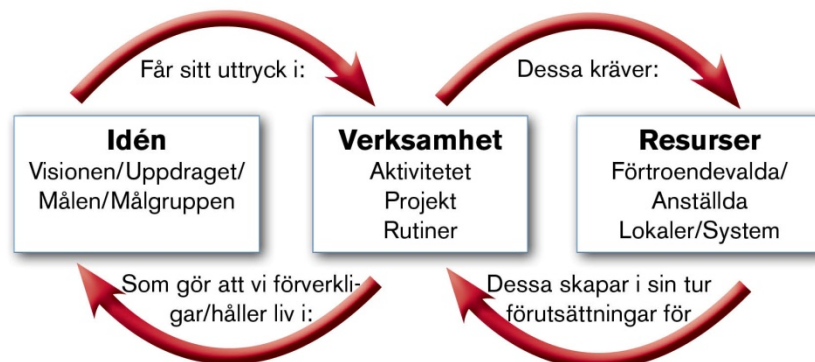 Får sitt uttryck i:
Dessa kräver:
Idén
Visionen/Uppdraget/
Målen/Målgruppen
Verksamhet
Aktivitetet
Projekt
Rutiner
Resurser
Förtroendevalda/
Anställda
Lokaler/System
Som gör att vi förverkli-
gar/håller liv i:
Dessa skapar i sin tur
förutsättningar för